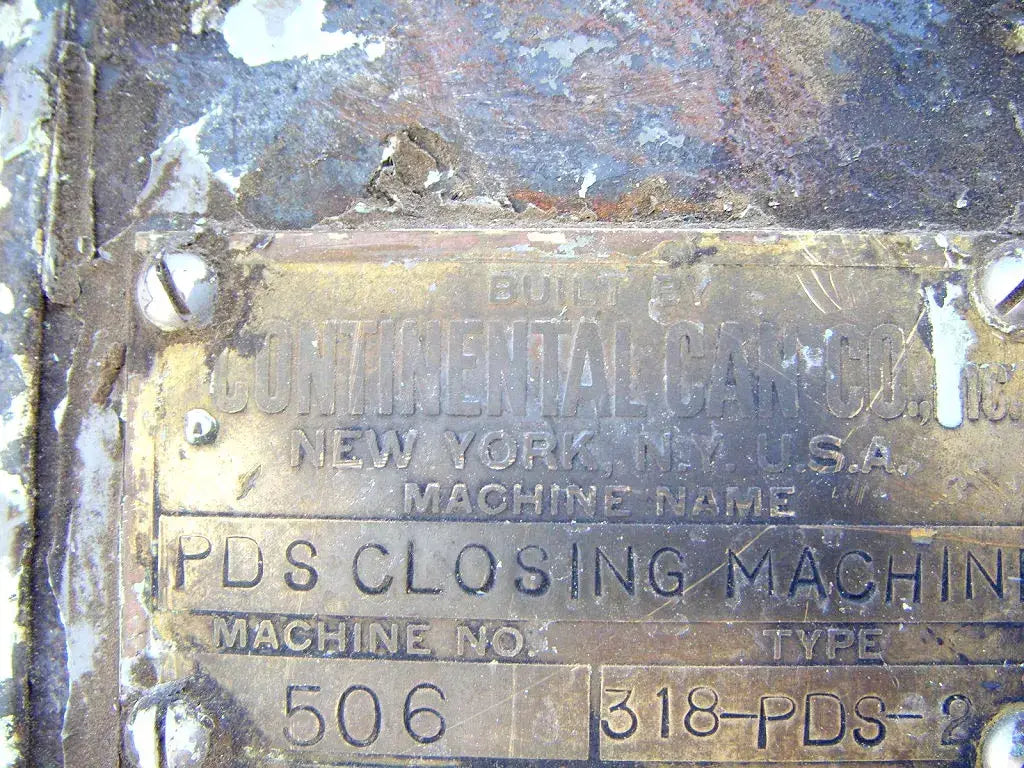 BUILT BY
CONTINENTAL CAN CO., INC.
NEW YORK, N.Y. U.S.A.
MACHINE NAME
PDS CLOSING MACHINE
MACHINE NO. TYPE
506 318-PDS-2